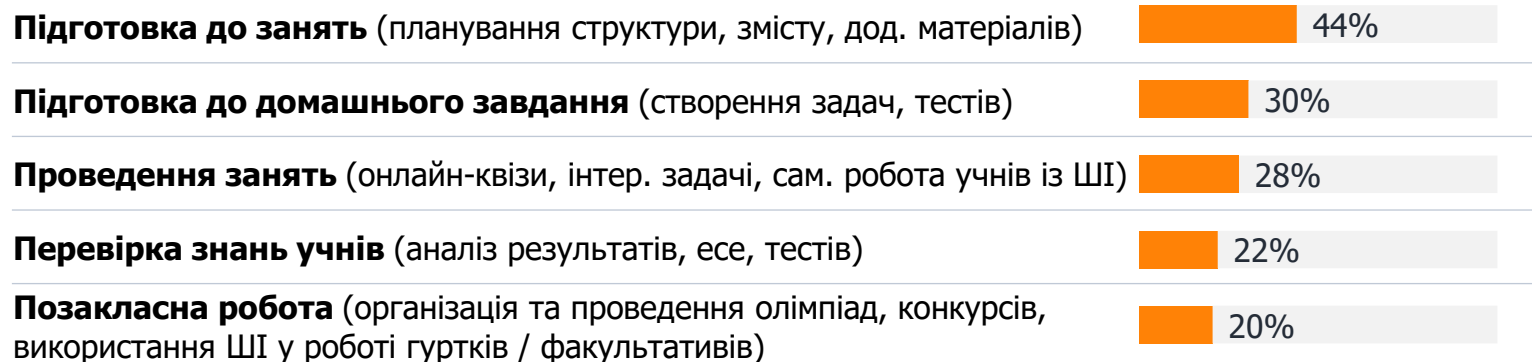 Підготовка до занять (планування структури, змісту, дод. матеріалів) 44%
Підготовка до домашнього завдання (створення задач, тестів) 30%
Проведення занять (онлайн-квізи, інтер. задачі, сам. робота учнів із ШІ) 28%
Перевірка знань учнів (аналіз результатів, есе, тестів) 22%
Позакласна робота (організація та проведення олімпіад, конкурсів,
використання ШІ у роботі гуртків / факультативів) 20%